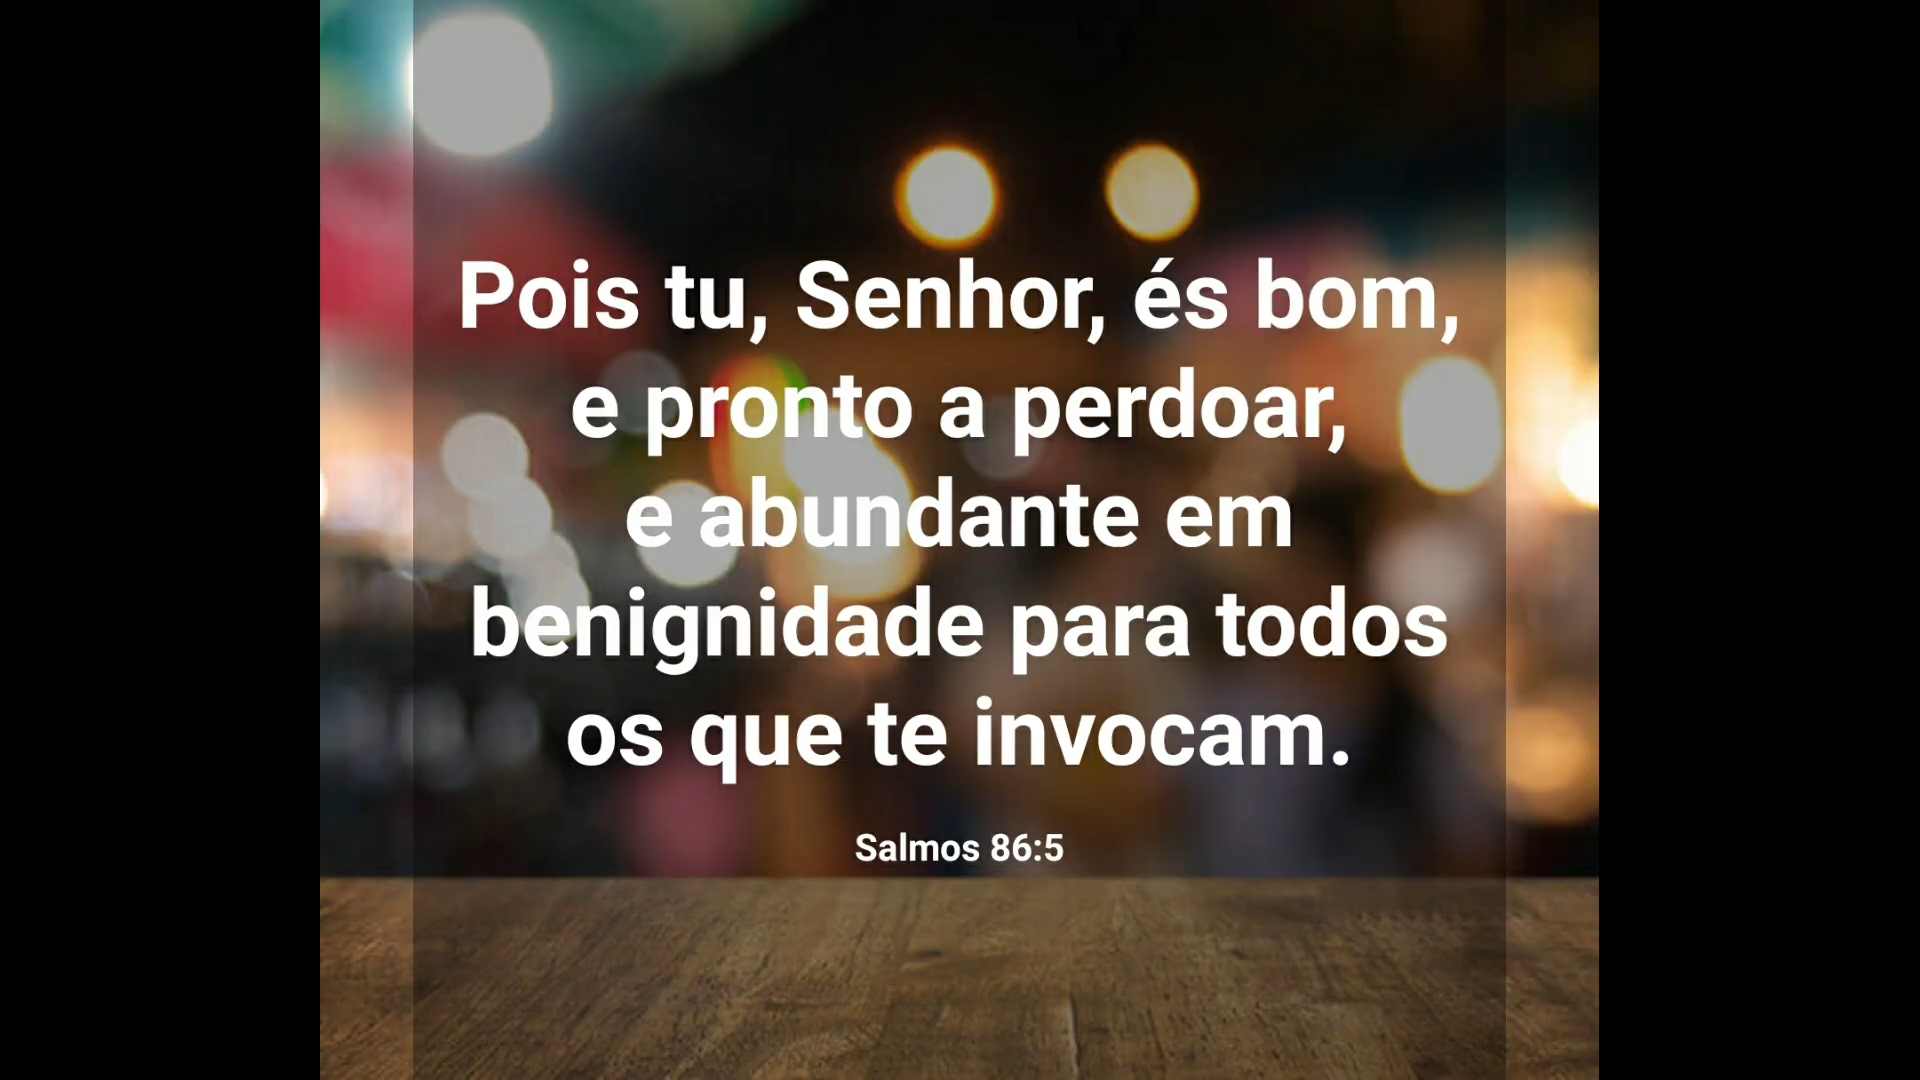 Pois tu, Senhor, és bom,
e pronto a perdoar,
e abundante em
benignidade para todos
os que te invocam.
Salmos 86:5